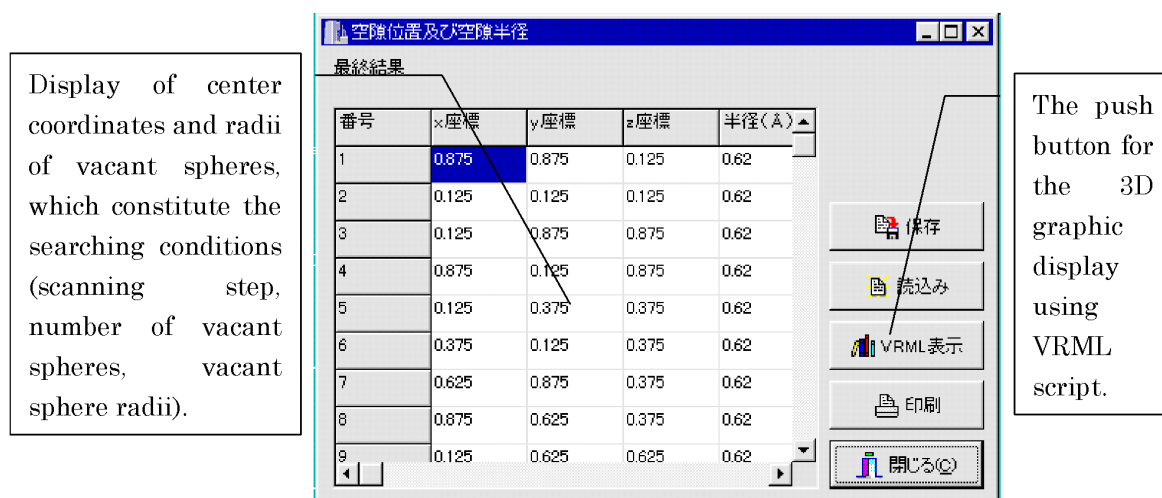 Display of center
coordinates and radii
of vacant spheres,
which constitute the
searching conditions
(scanning step,
number of vacant
spheres, vacant
sphere radii).
空隙位置及び空隙半径
最終結果
番号 x座標 y座標 z座標 半径(Å)
1 0.875 0.875 0.125 0.62
2 0.125 0.125 0.125 0.62
3 0.125 0.875 0.875 0.62
4 0.875 0.125 0.875 0.62
5 0.125 0.375 0.375 0.62
6 0.375 0.125 0.375 0.62
7 0.625 0.875 0.375 0.62
8 0.875 0.625 0.375 0.62
9 0.125 0.625 0.625 0.62
保存
読込み
VRML表示
印刷
閉じる(C)
The push
button for
the 3D
graphic
display
using
VRML
script.